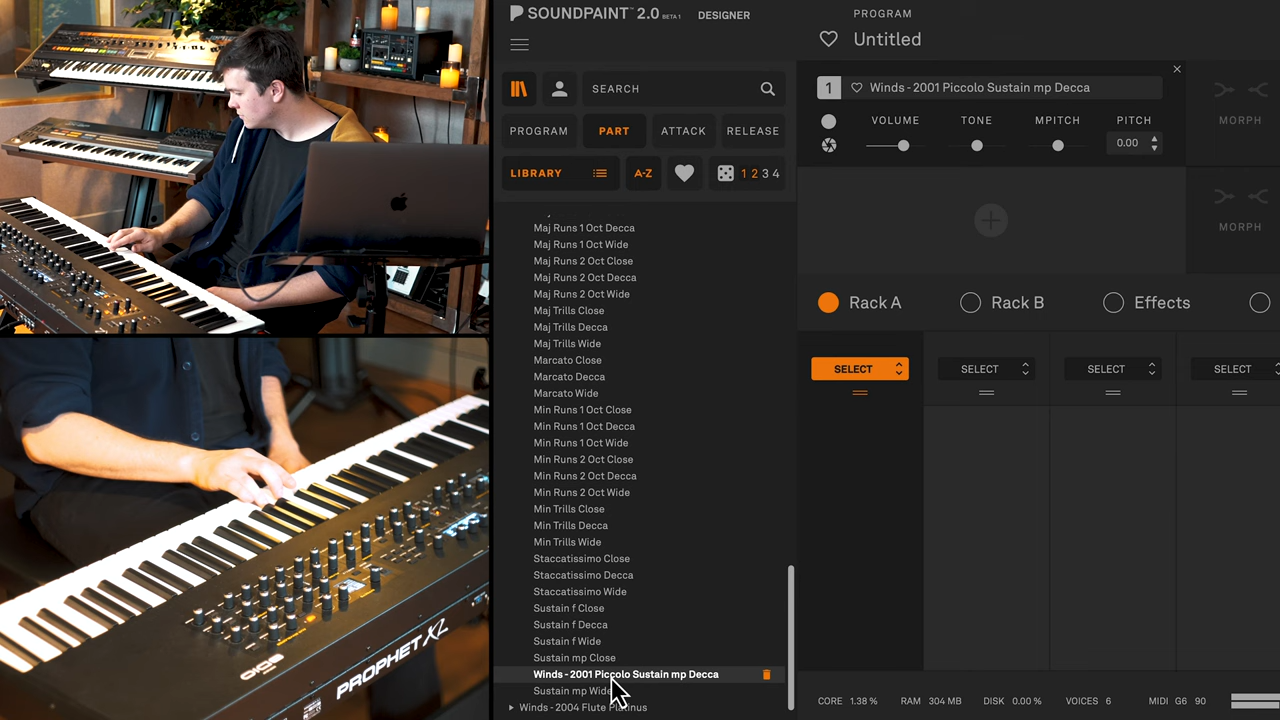 PROPHET XL
SOUNDPAINT™ 2.0 BETA 1 DESIGNER
SEARCH
PROGRAM
PART
ATTACK
RELEASE
LIBRARY
A-Z
1 2 3 4
Maj Runs 1 Oct Decca
Maj Runs 1 Oct Wide
Maj Runs 2 Oct Close
Maj Runs 2 Oct Decca
Maj Runs 2 Oct Wide
Maj Trills Close
Maj Trills Decca
Maj Trills Wide
Marcato Close
Marcato Decca
Marcato Wide
Min Runs 1 Oct Close
Min Runs 1 Oct Decca
Min Runs 1 Oct Wide
Min Runs 2 Oct Close
Min Runs 2 Oct Decca
Min Runs 2 Oct Wide
Min Trills Close
Min Trills Decca
Min Trills Wide
Staccatissimo Close
Staccatissimo Decca
Staccatissimo Wide
Sustain f Close
Sustain f Decca
Sustain f Wide
Sustain mp Close
Winds - 2001 Piccolo Sustain mp Decca
Sustain mp Wide
Winds - 2004 Flute Platinus
PROGRAM
Untitled
1 Winds - 2001 Piccolo Sustain mp Decca
VOLUME TONE MPITCH PITCH
0.00
MORPH
MORPH
Rack A Rack B Effects
SELECT SELECT SELECT SELECT
CORE 1.38 % RAM 304 MB DISK 0.00 % VOICES 6 MIDI G6 90